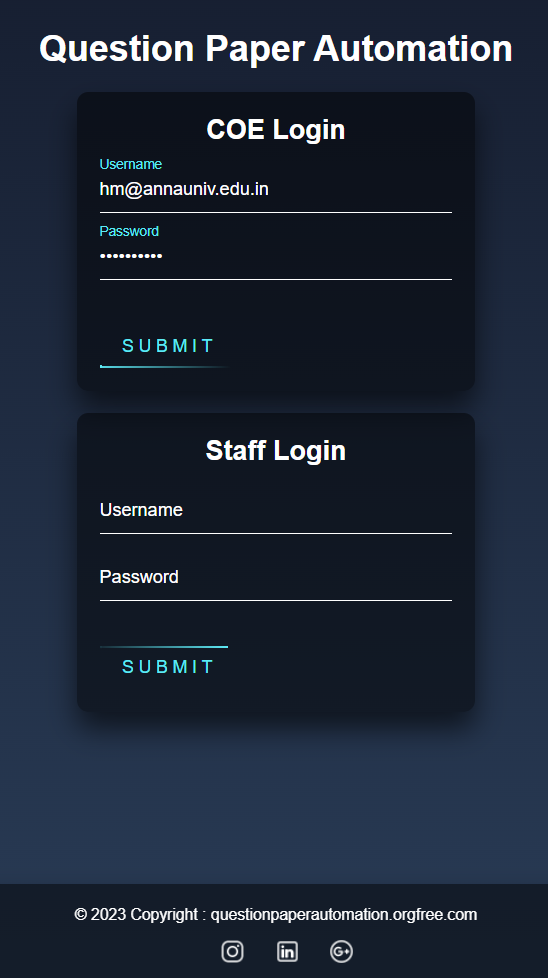 Question Paper Automation
COE Login
Username
hm@annauniv.edu.in
Password
••••••••••
SUBMIT
Staff Login
Username
Password
SUBMIT
© 2023 Copyright : questionpaperautomation.orgfree.com
in
G+